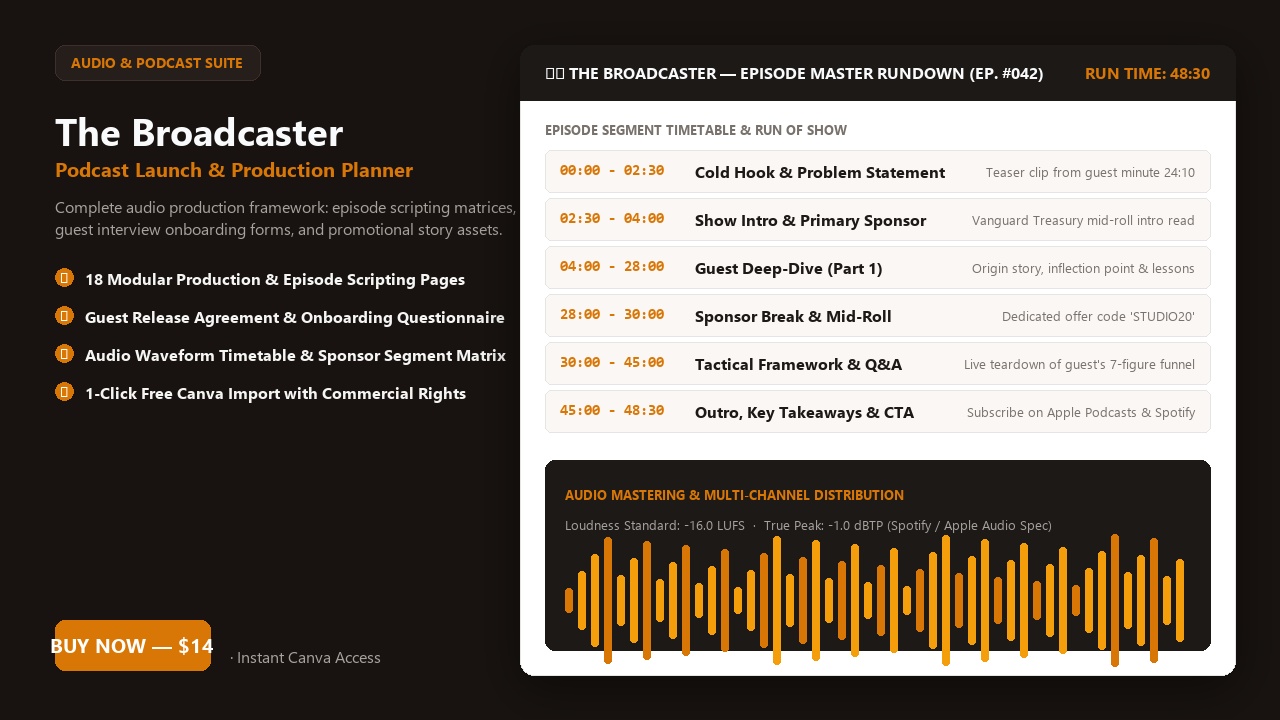 AUDIO & PODCAST SUITE
The Broadcaster
Podcast Launch & Production Planner
Complete audio production framework: episode scripting matrices,
guest interview onboarding forms, and promotional story assets.
18 Modular Production & Episode Scripting Pages
Guest Release Agreement & Onboarding Questionnaire
Audio Waveform Timetable & Sponsor Segment Matrix
1-Click Free Canva Import with Commercial Rights
BUY NOW — $14
· Instant Canva Access
THE BROADCASTER — EPISODE MASTER RUNDOWN (EP. #042) RUN TIME: 48:30
EPISODE SEGMENT TIMETABLE & RUN OF SHOW
00:00 - 02:30 Cold Hook & Problem Statement Teaser clip from guest minute 24:10
02:30 - 04:00 Show Intro & Primary Sponsor Vanguard Treasury mid-roll intro read
04:00 - 28:00 Guest Deep-Dive (Part 1) Origin story, inflection point & lessons
28:00 - 30:00 Sponsor Break & Mid-Roll Dedicated offer code 'STUDIO20'
30:00 - 45:00 Tactical Framework & Q&A Live teardown of guest's 7-figure funnel
45:00 - 48:30 Outro, Key Takeaways & CTA Subscribe on Apple Podcasts & Spotify
AUDIO MASTERING & MULTI-CHANNEL DISTRIBUTION
Loudness Standard: -16.0 LUFS · True Peak: -1.0 dBTP (Spotify / Apple Audio Spec)